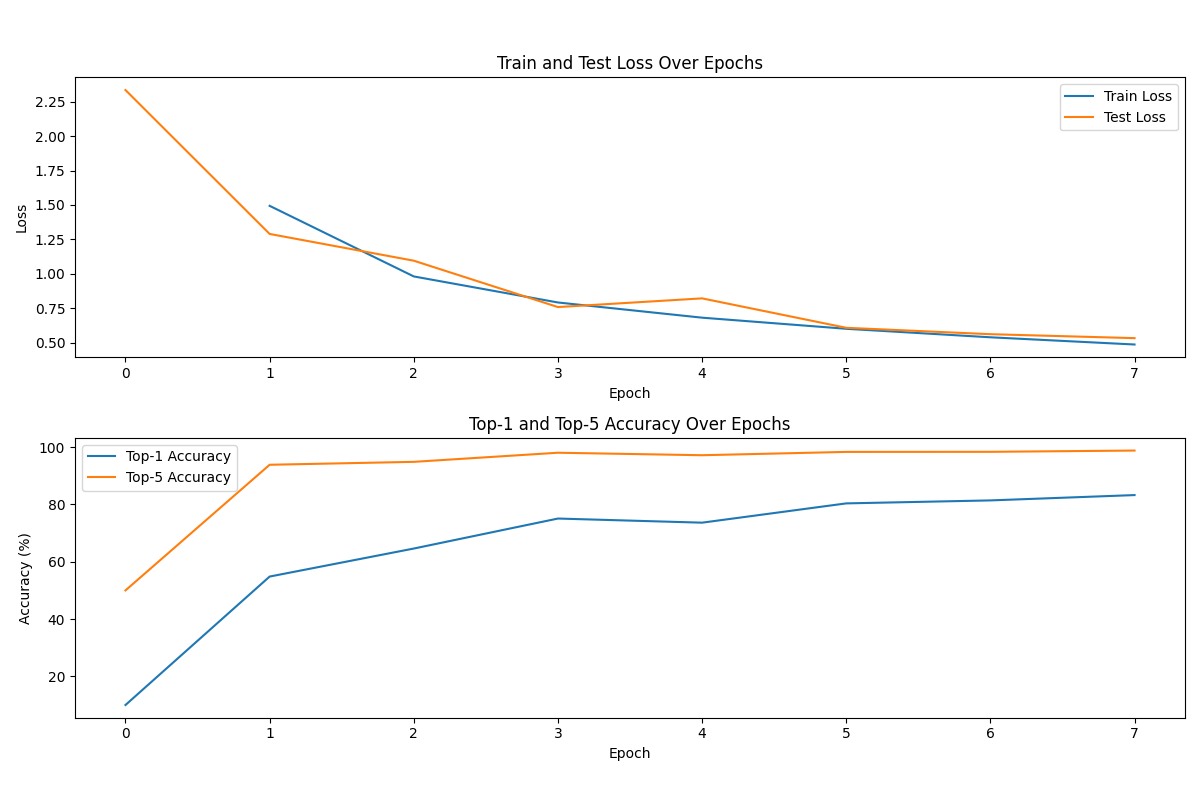 Train and Test Loss Over Epochs
2.25
2.00
1.75
1.50
1.25
1.00
0.75
0.50
Loss
Train Loss
Test Loss
0 1 2 3 4 5 6 7
Epoch
Top-1 and Top-5 Accuracy Over Epochs
100
80
60
40
20
Accuracy (%)
Top-1 Accuracy
Top-5 Accuracy
0 1 2 3 4 5 6 7
Epoch